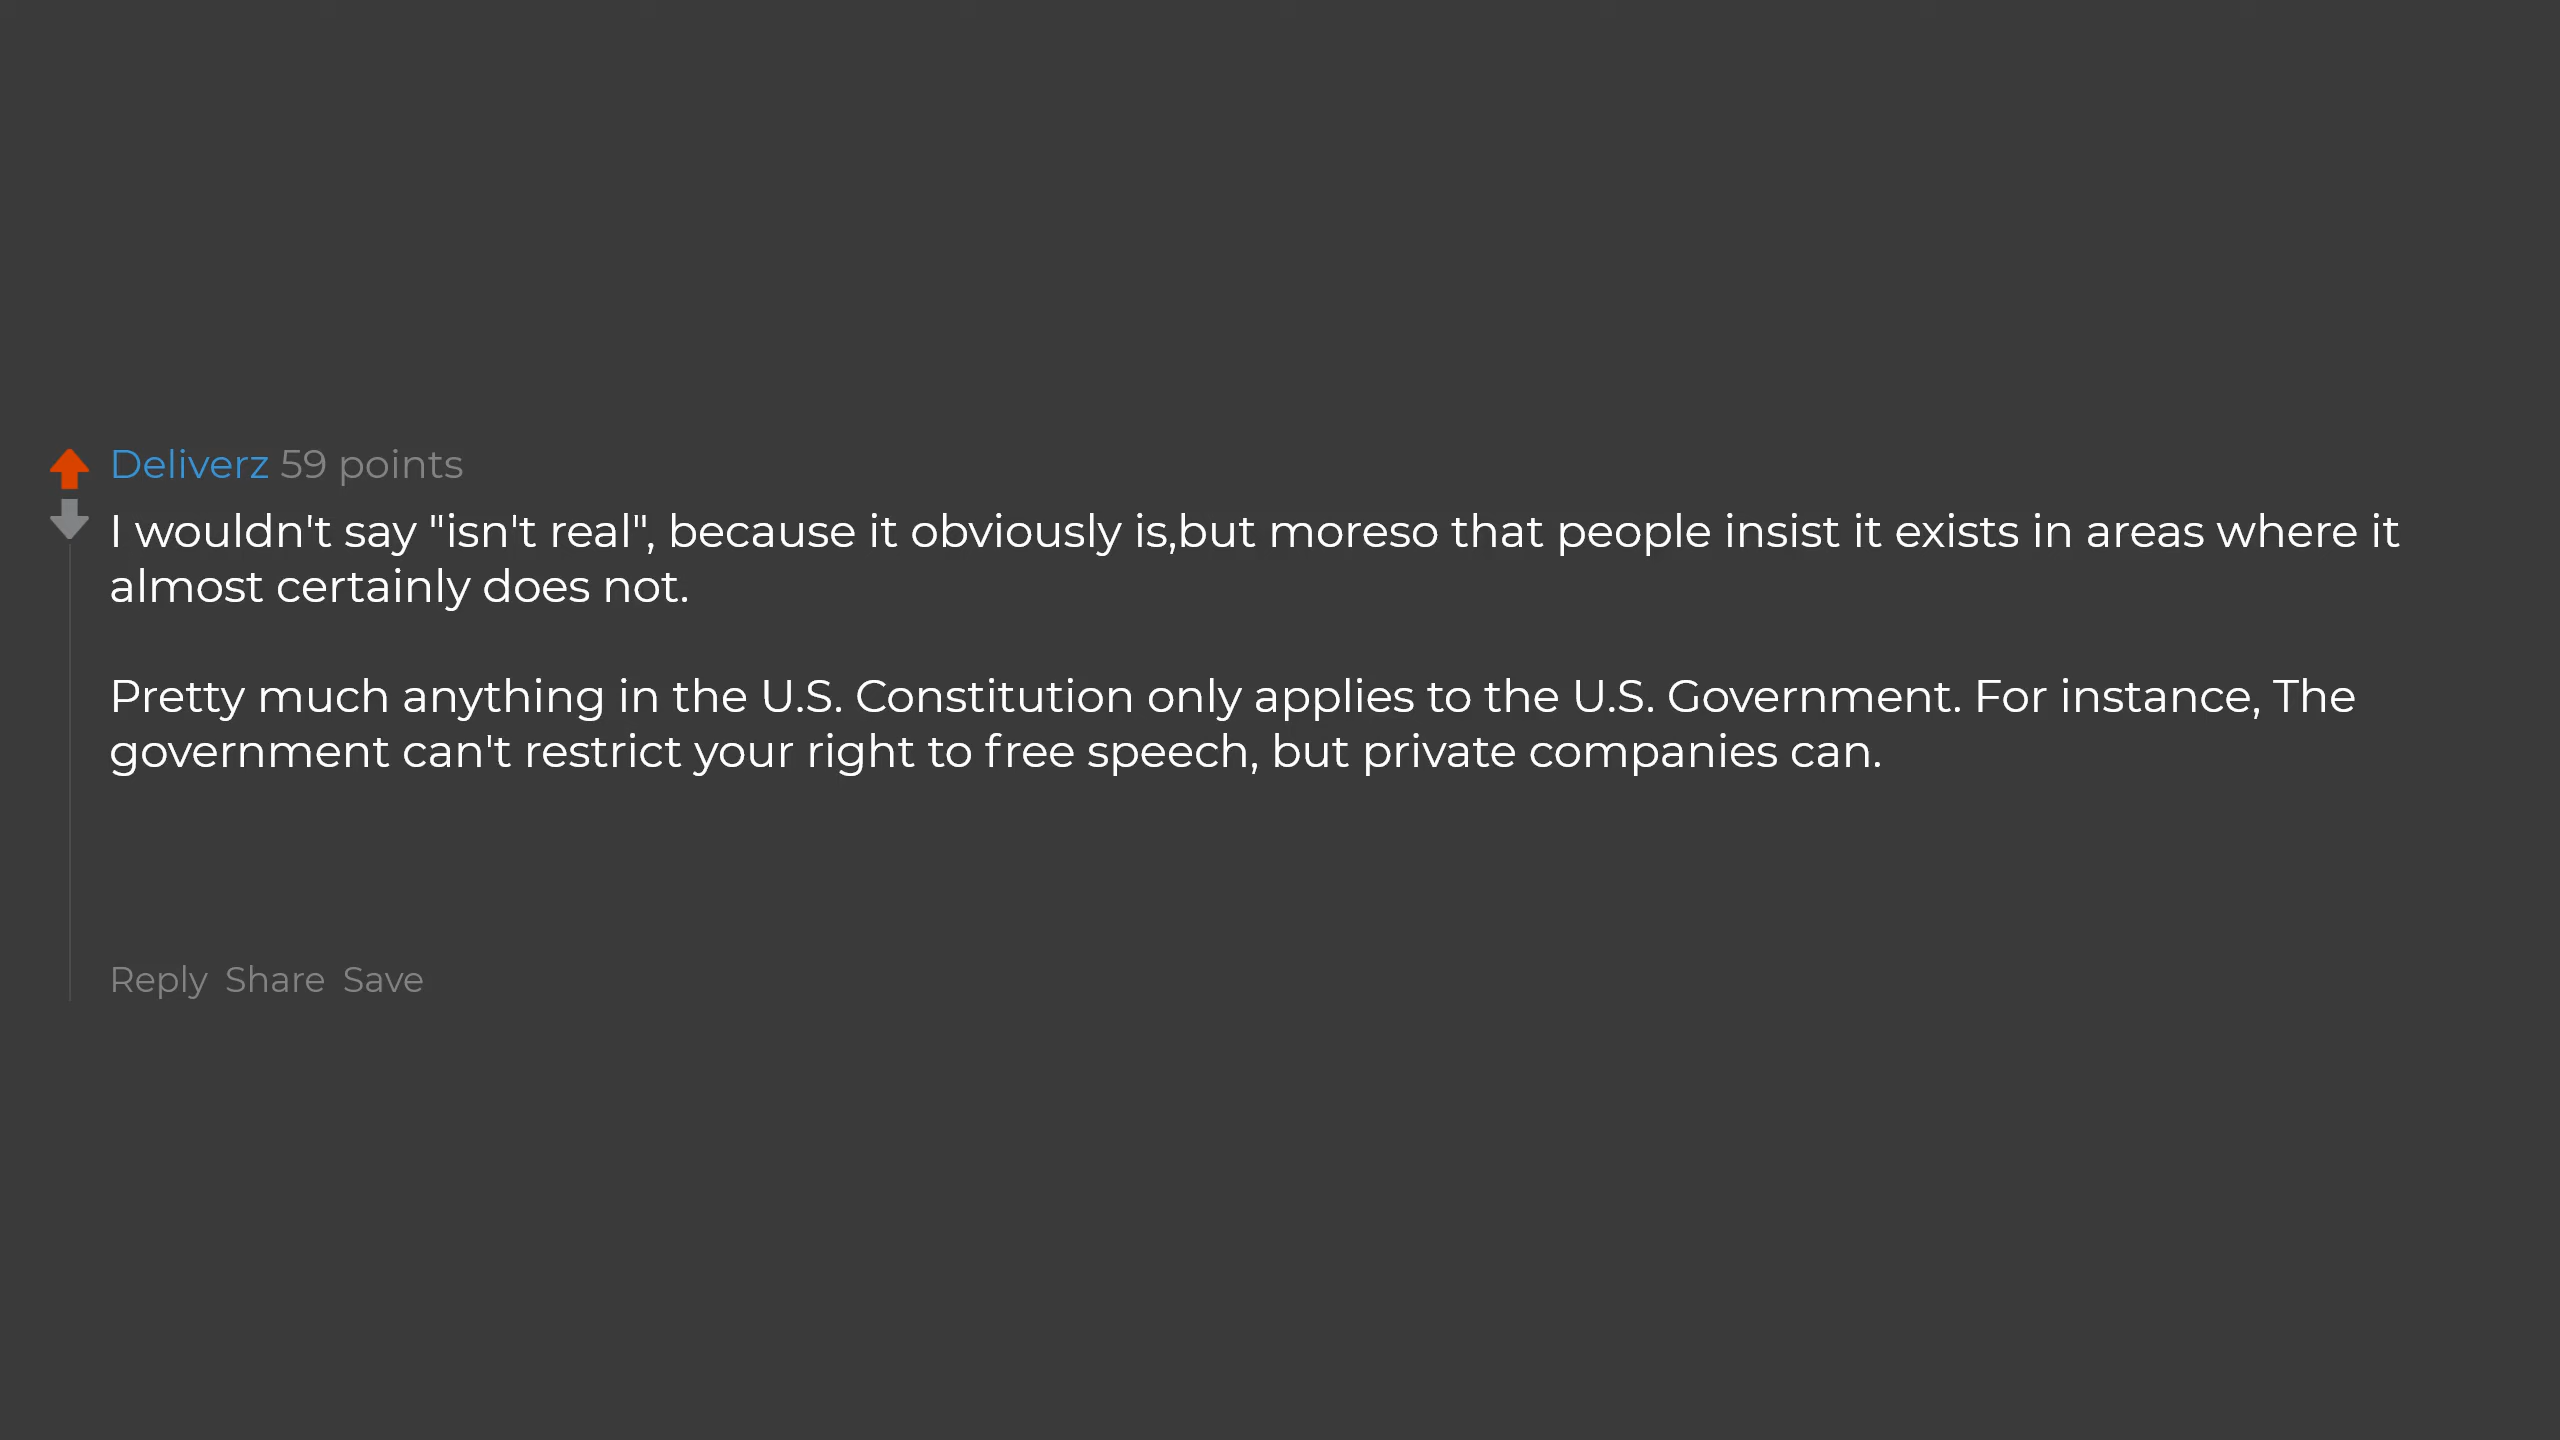 Deliverz 59 points
I wouldn't say "isn't real", because it obviously is,but moreso that people insist it exists in areas where it
almost certainly does not.
Pretty much anything in the U.S. Constitution only applies to the U.S. Government. For instance, The
government can't restrict your right to free speech, but private companies can.
Reply Share Save